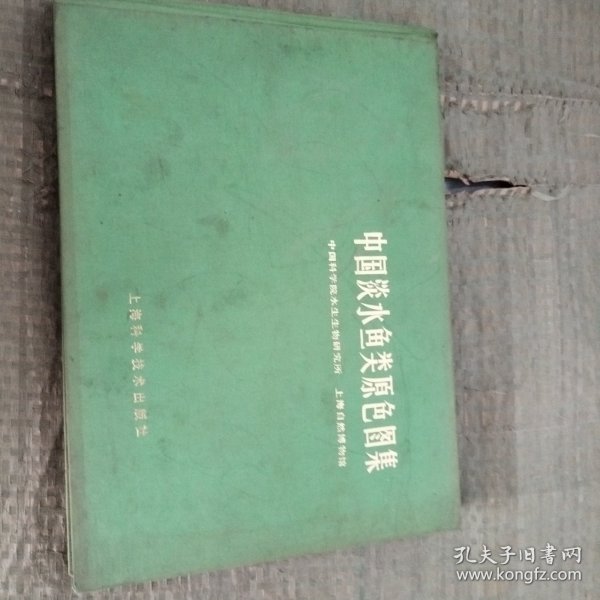 中国淡水鱼类原色图集
中国科学院水生生物研究所 上海自然博物馆
上海科学技术出版社
孔夫子旧书网
www.kongfz.com